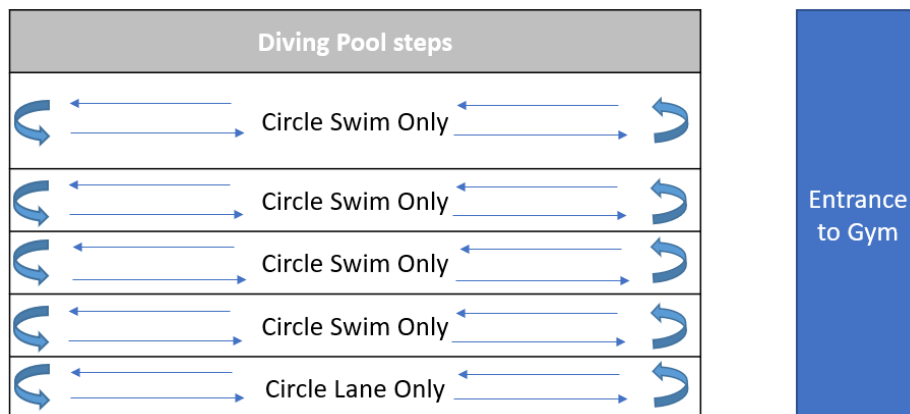 Diving Pool steps
Circle Swim Only
Circle Swim Only
Circle Swim Only
Circle Swim Only
Circle Lane Only
Entrance
to Gym